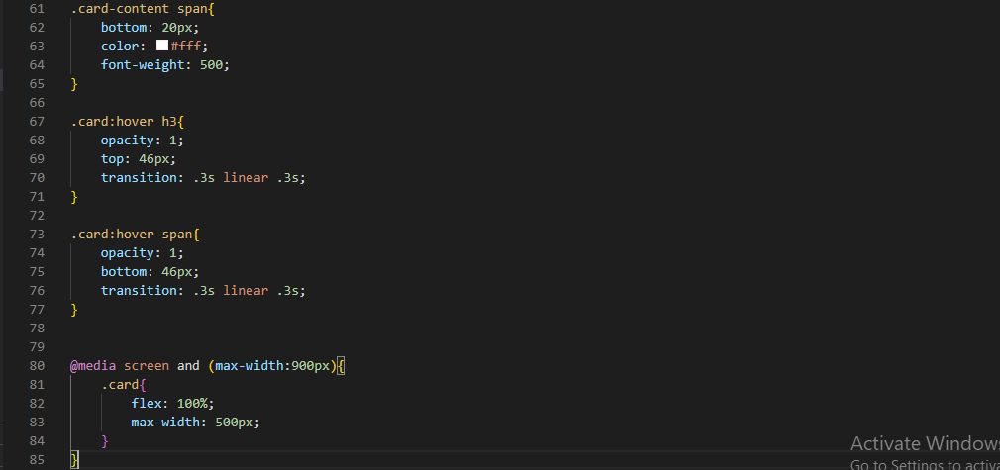 61 .card-content span{
62 bottom: 20px;
63 color: #fff;
64 font-weight: 500;
65 }
66
67 .card:hover h3{
68 opacity: 1;
69 top: 46px;
70 transition: .3s linear .3s;
71 }
72
73 .card:hover span{
74 opacity: 1;
75 bottom: 46px;
76 transition: .3s linear .3s;
77 }
78
79
80 @media screen and (max-width:900px){
81 .card{
82 flex: 100%;
83 max-width: 500px;
84 }
85 }
Activate Windows
Go to Settings to activa